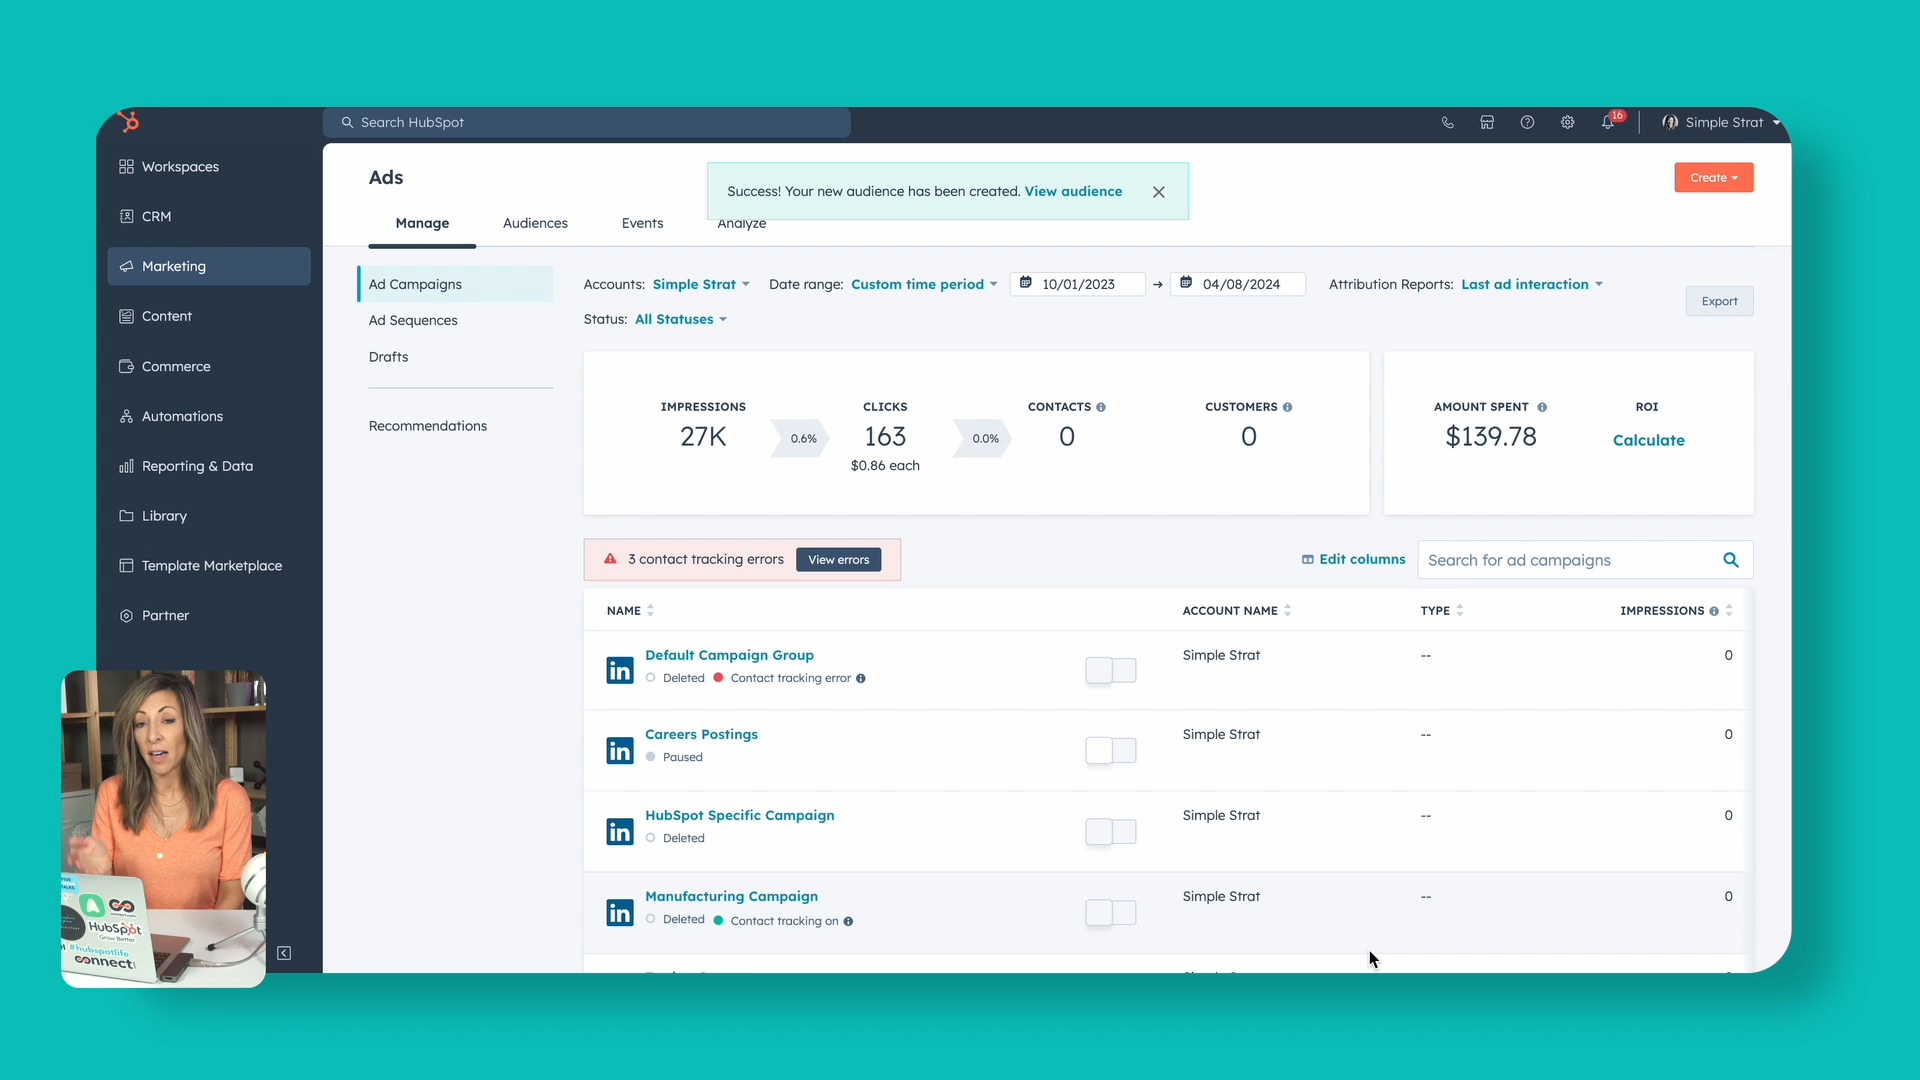 Search HubSpot
16
Simple Strat
Workspaces
CRM
Marketing
Content
Commerce
Automations
Reporting & Data
Library
Template Marketplace
Partner
Ads
Success! Your new audience has been created. View audience
Create
Manage
Audiences
Events
Analyze
Ad Campaigns
Ad Sequences
Drafts
Recommendations
Accounts: Simple Strat
Date range: Custom time period
10/01/2023
04/08/2024
Attribution Reports: Last ad interaction
Status: All Statuses
Export
IMPRESSIONS
27K
0.6%
CLICKS
163
$0.86 each
0.0%
CONTACTS
0
CUSTOMERS
0
AMOUNT SPENT
$139.78
ROI
Calculate
3 contact tracking errors
View errors
Edit columns
Search for ad campaigns
NAME ACCOUNT NAME TYPE IMPRESSIONS
Default Campaign Group Simple Strat -- 0
Deleted Contact tracking error
Careers Postings Simple Strat -- 0
Paused
HubSpot Specific Campaign Simple Strat -- 0
Deleted
Manufacturing Campaign Simple Strat -- 0
Deleted Contact tracking on
HubSpot
Grow Better
#hubspotlife
connect